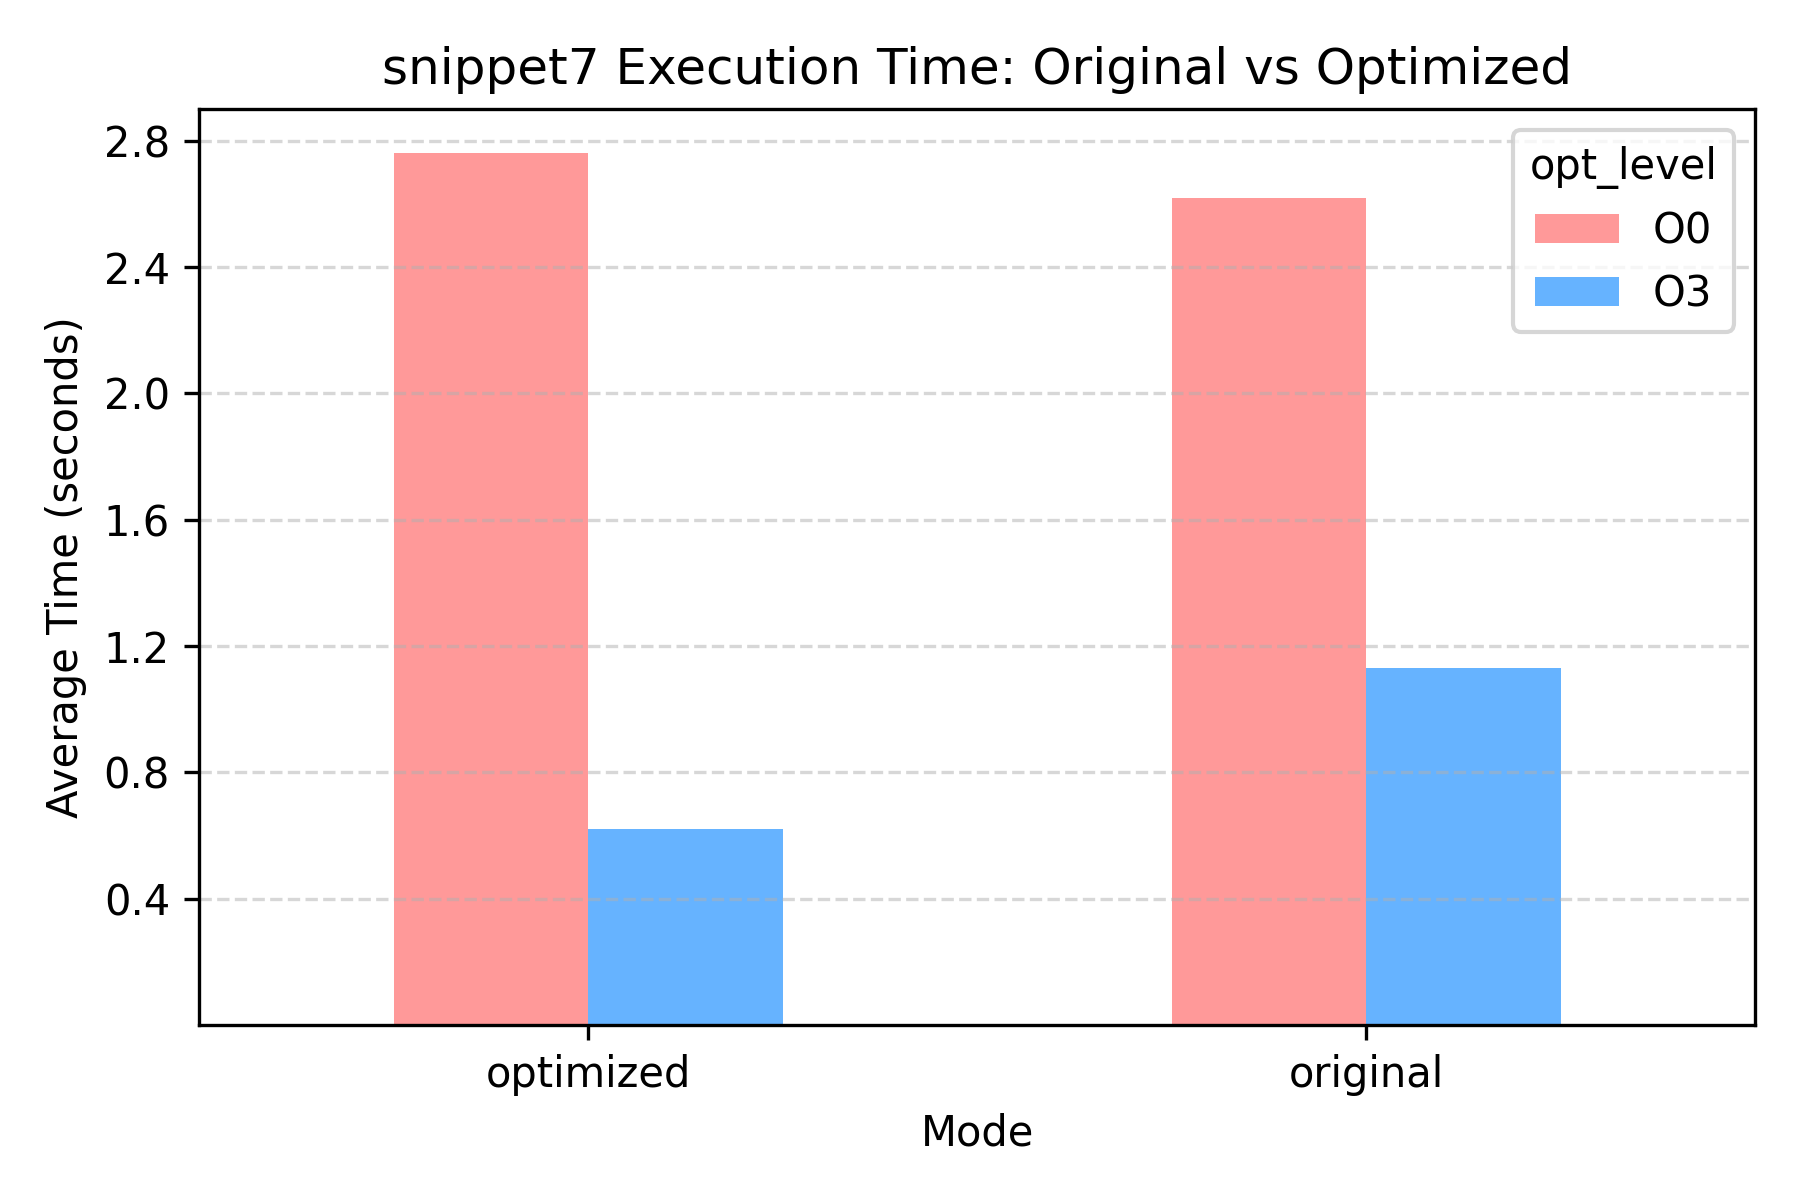 snippet7 Execution Time: Original vs Optimized
opt_level
O0
O3
Average Time (seconds)
2.8
2.4
2.0
1.6
1.2
0.8
0.4
optimized
original
Mode